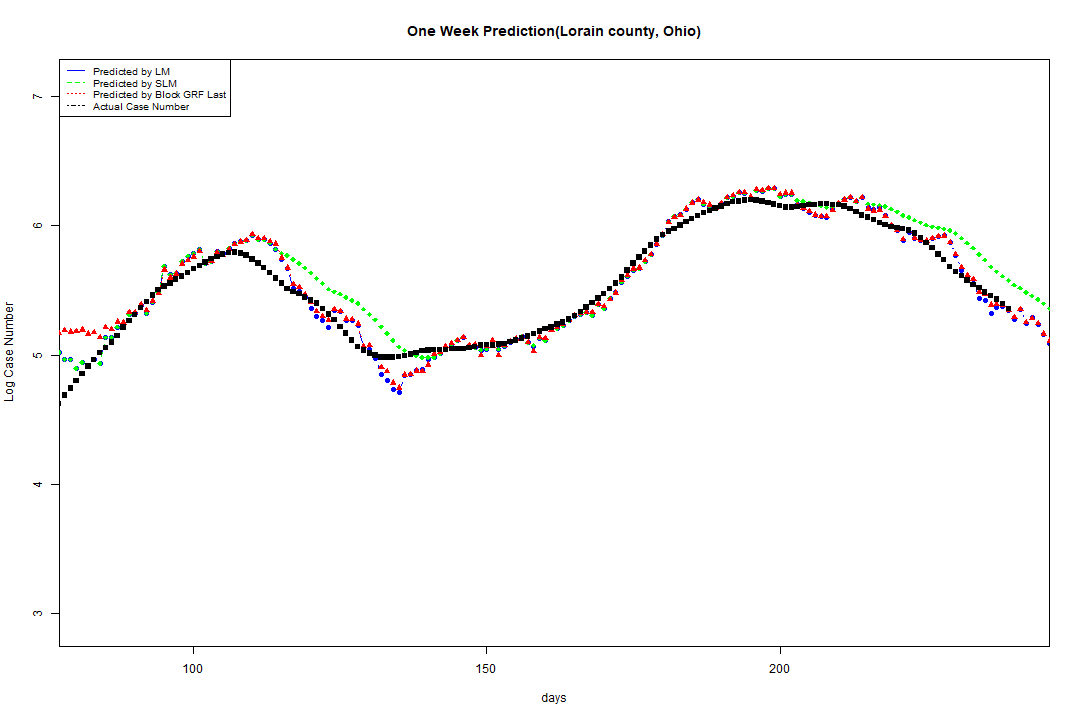 One Week Prediction(Lorain county, Ohio)
Predicted by LM
Predicted by SLM
Predicted by Block GRF Last
Actual Case Number
7
6
5
4
3
Log Case Number
100 150 200
days